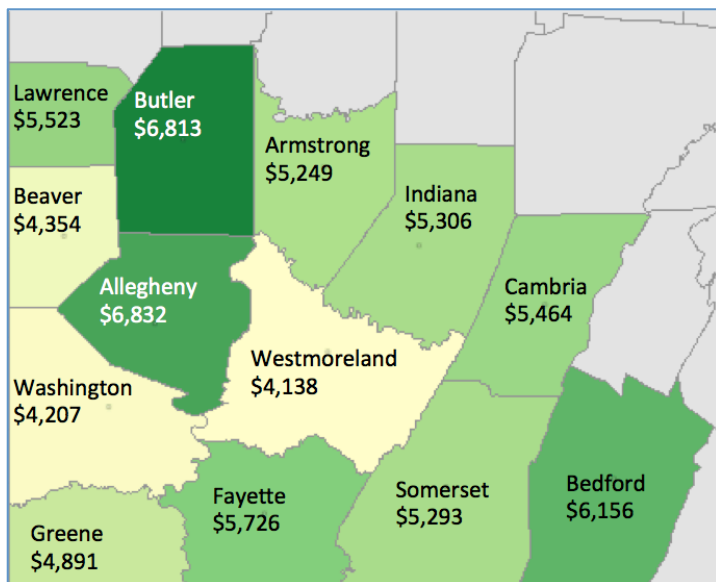 Lawrence
$5,523
Butler
$6,813
Armstrong
$5,249
Beaver
$4,354
Indiana
$5,306
Allegheny
$6,832
Cambria
$5,464
Westmoreland
$4,138
Washington
$4,207
Fayette
$5,726
Somerset
$5,293
Bedford
$6,156
Greene
$4,891